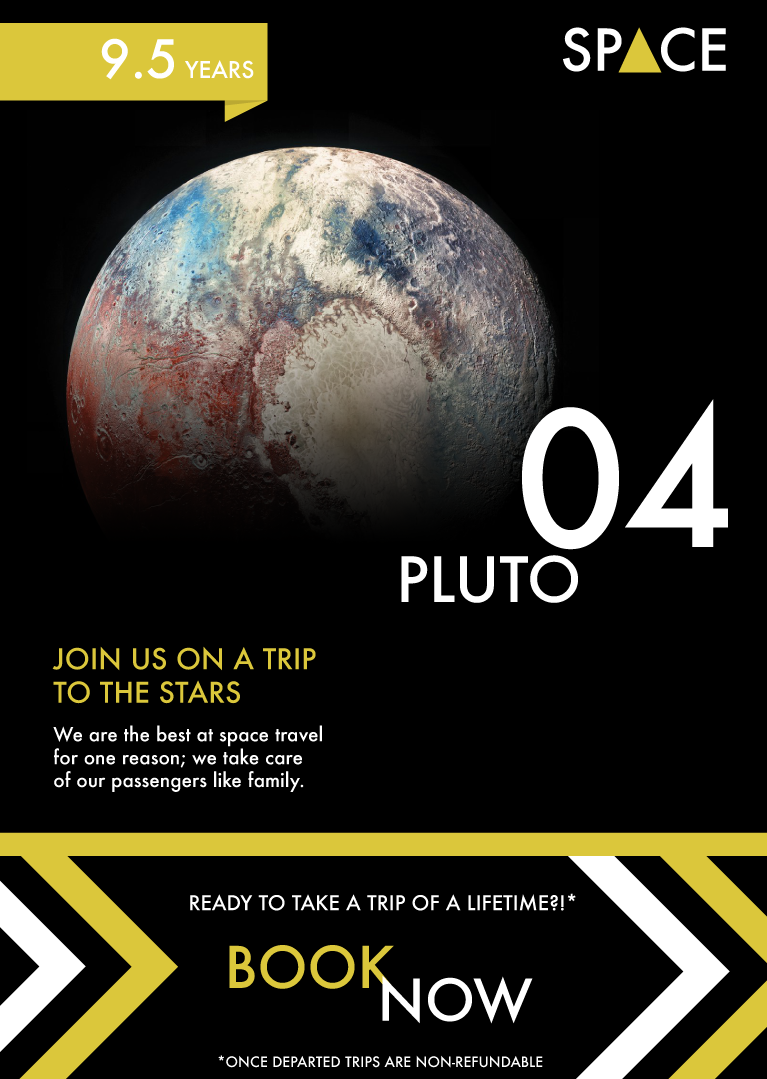 9.5 YEARS
SPACE
04
PLUTO
JOIN US ON A TRIP
TO THE STARS
We are the best at space travel
for one reason; we take care
of our passengers like family.
READY TO TAKE A TRIP OF A LIFETIME?!*
BOOK
NOW
*ONCE DEPARTED TRIPS ARE NON-REFUNDABLE